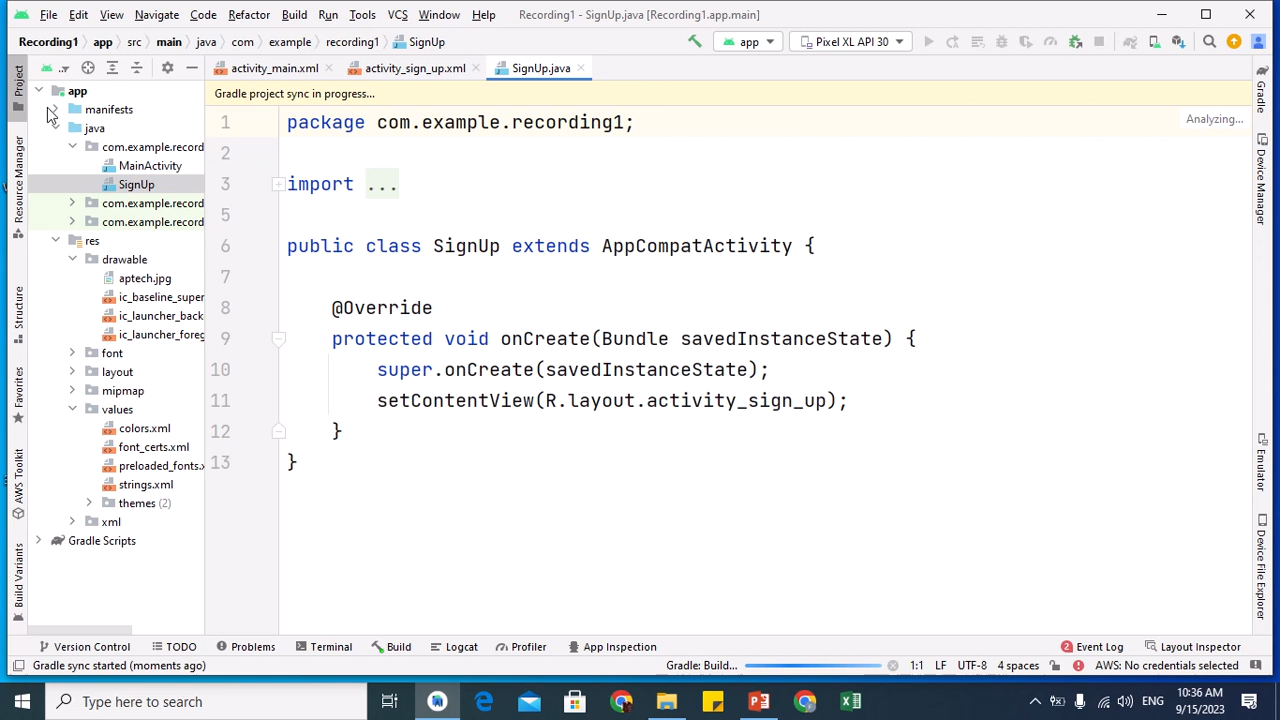 File Edit View Navigate Code Refactor Build Run Tools VCS Window Help Recording1 - SignUp.java [Recording1.app.main]
Recording1 app src main java com example recording1 SignUp app Pixel XL API 30
activity_main.xml activity_sign_up.xml SignUp.java
Gradle project sync in progress...
Analyzing...
Project
Resource Manager
Structure
Favorites
AWS Toolkit
Build Variants
app
manifests
java
com.example.record
MainActivity
SignUp
com.example.record
com.example.record
res
drawable
aptech.jpg
ic_baseline_super
ic_launcher_back
ic_launcher_foreg
font
layout
mipmap
values
colors.xml
font_certs.xml
preloaded_fonts.x
strings.xml
themes (2)
xml
Gradle Scripts
1 package com.example.recording1;
2
3 import ...
5
6 public class SignUp extends AppCompatActivity {
7
8 @Override
9 protected void onCreate(Bundle savedInstanceState) {
10 super.onCreate(savedInstanceState);
11 setContentView(R.layout.activity_sign_up);
12 }
13 }
Gradle
Device Manager
Emulator
Device File Explorer
Version Control TODO Problems Terminal Build Logcat Profiler App Inspection 2 Event Log Layout Inspector
Gradle sync started (moments ago) Gradle: Build... 1:1 LF UTF-8 4 spaces AWS: No credentials selected
Type here to search ENG 10:36 AM
9/15/2023